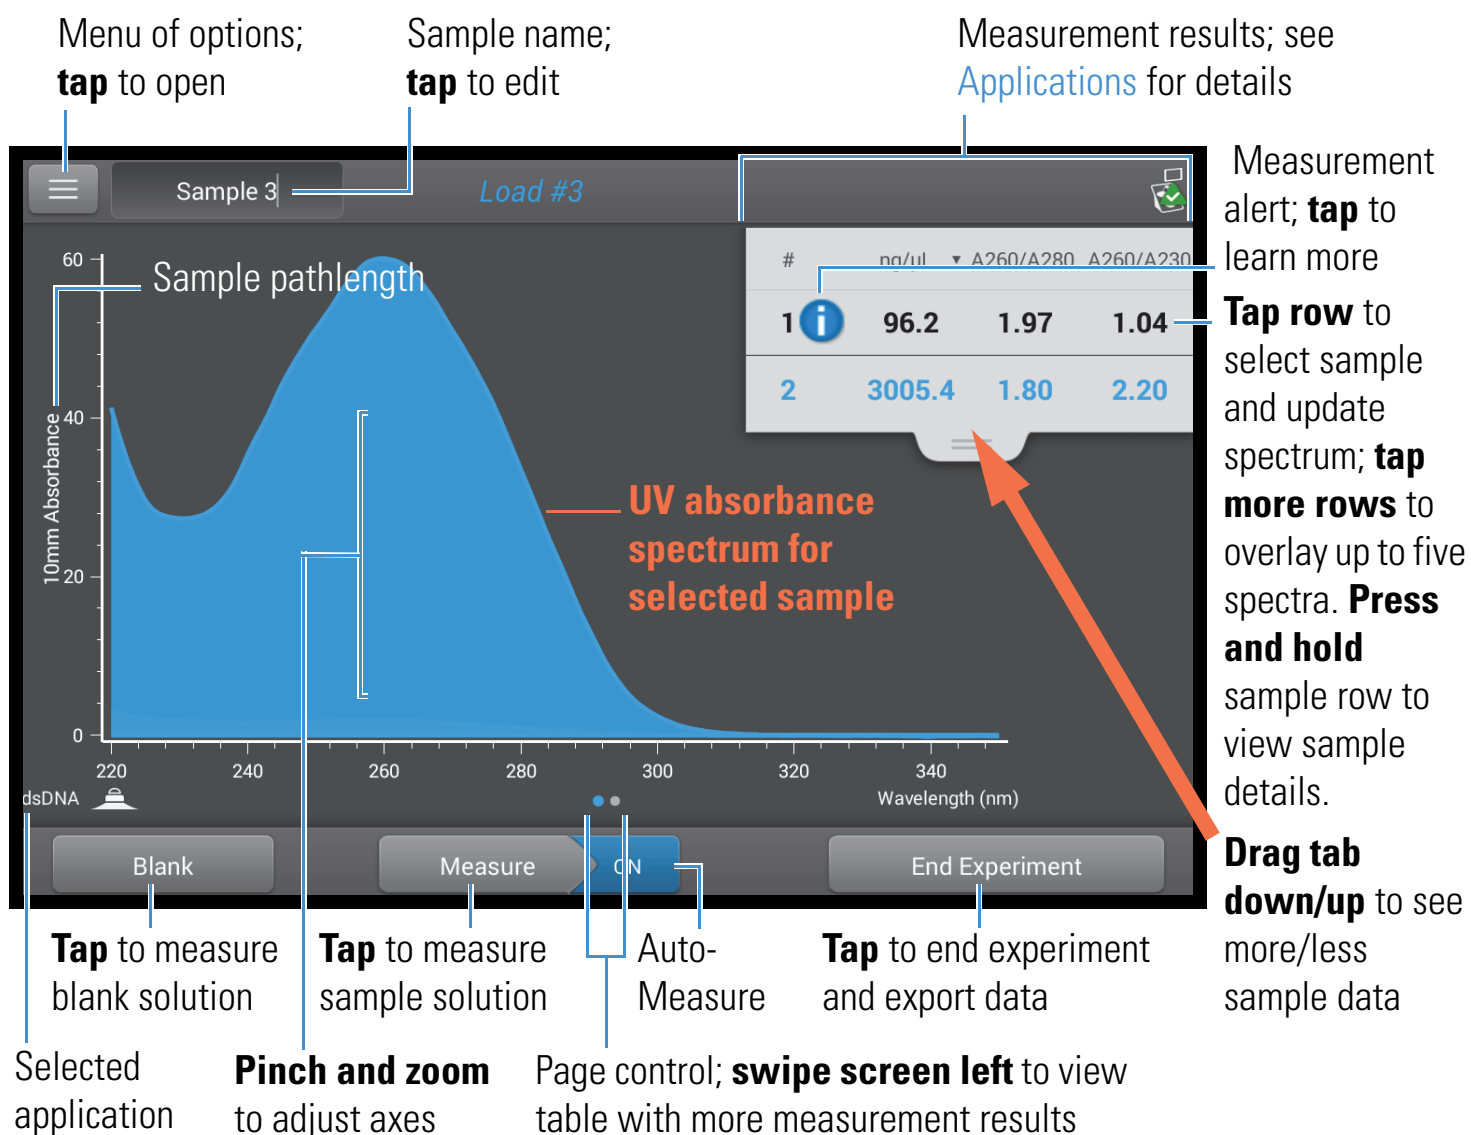 Menu of options;
tap to open
Sample name;
tap to edit
Measurement results; see
Applications for details
Sample 3
Load #3
Measurement
alert; tap to
learn more
# ng/ul ▾ A260/A280 A260/A230
1 i 96.2 1.97 1.04
2 3005.4 1.80 2.20
Tap row to
select sample
and update
spectrum; tap
more rows to
overlay up to five
spectra. Press
and hold
sample row to
view sample
details.
Drag tab
down/up to see
more/less
sample data
Sample pathlength
60
40
20
0
10mm Absorbance
UV absorbance
spectrum for
selected sample
220 240 260 280 300 320 340
Wavelength (nm)
dsDNA
Blank
Measure
ON
End Experiment
Tap to measure
blank solution
Tap to measure
sample solution
Auto-
Measure
Tap to end experiment
and export data
Selected
application
Pinch and zoom
to adjust axes
Page control; swipe screen left to view
table with more measurement results